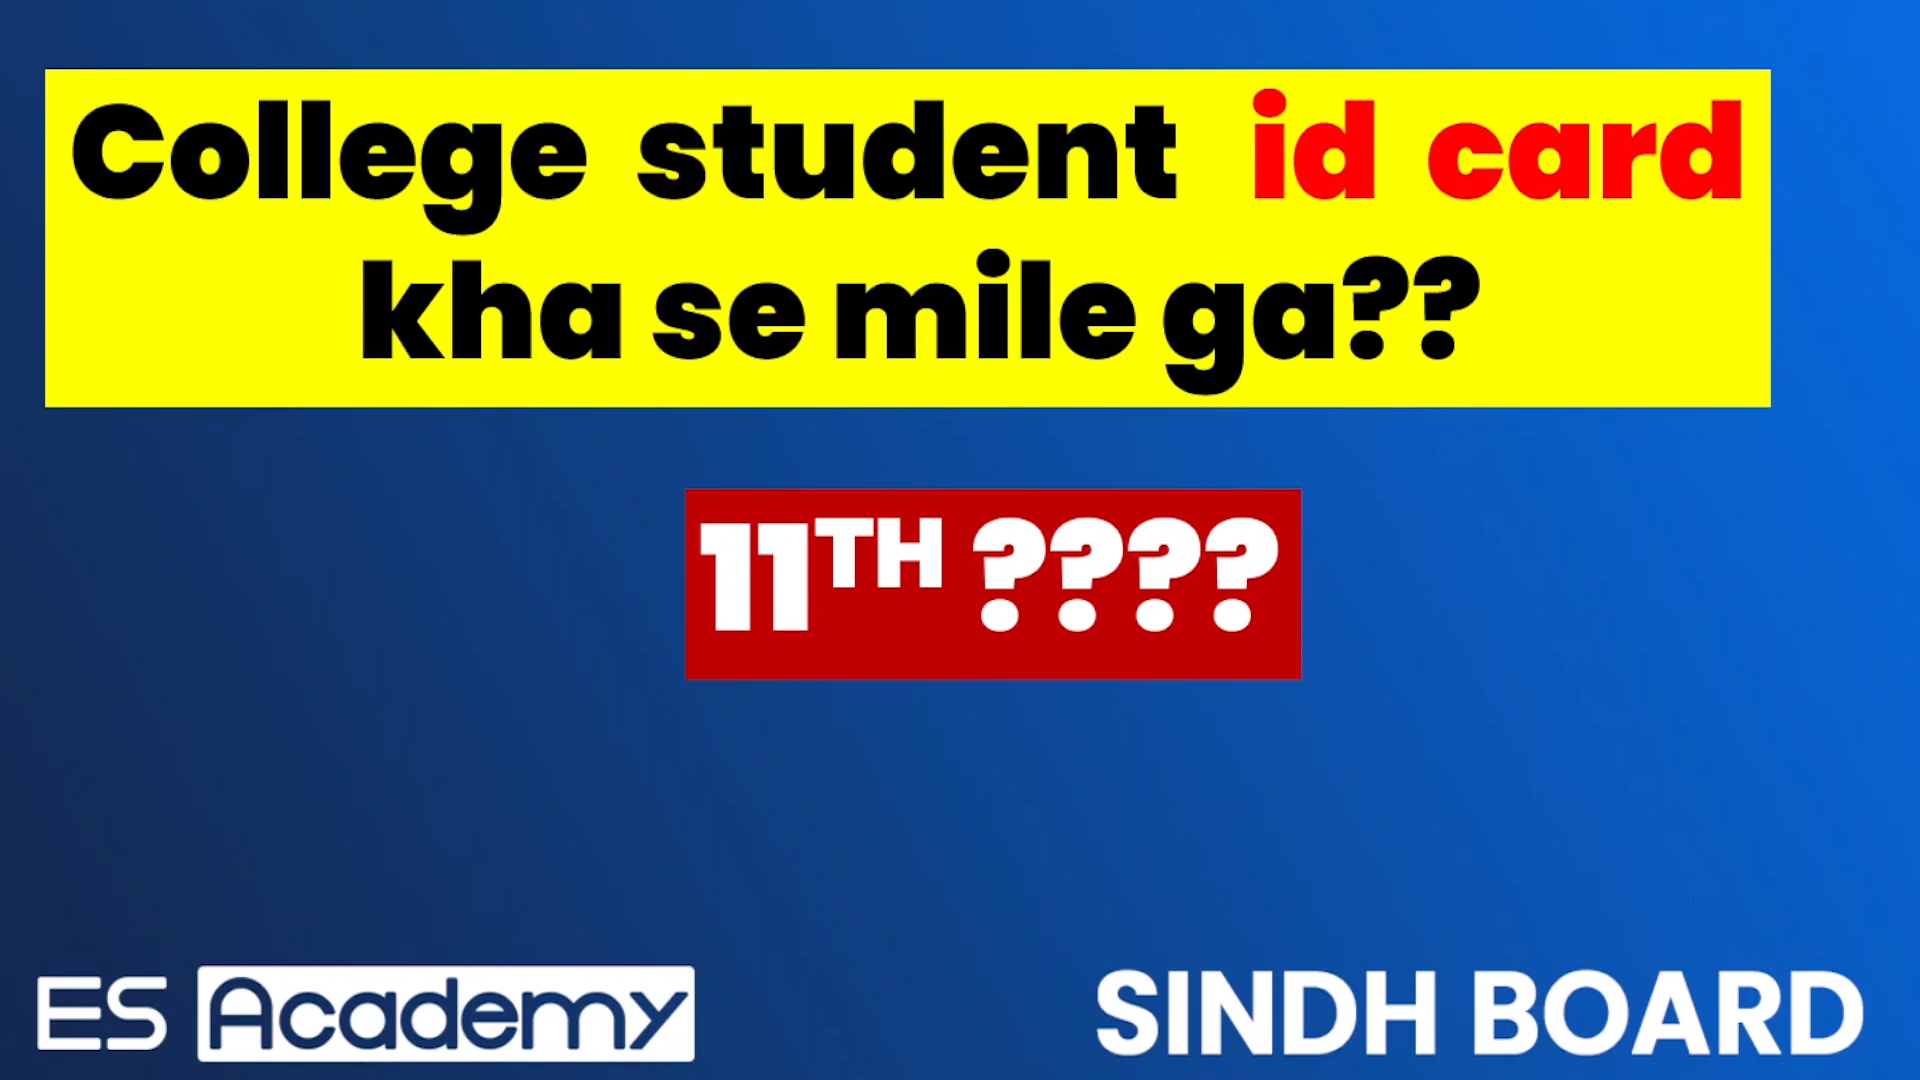 College student id card
kha se mile ga??
11TH ????
ES Academy
SINDH BOARD